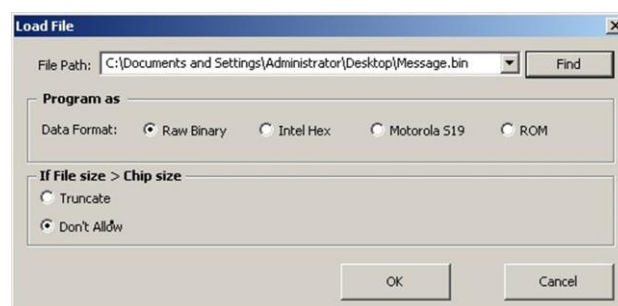 Load File
File Path: C:\Documents and Settings\Administrator\Desktop\Message.bin Find
Program as
Data Format: Raw Binary Intel Hex Motorola S19 ROM
If File size > Chip size
Truncate
Don't Allow
OK Cancel